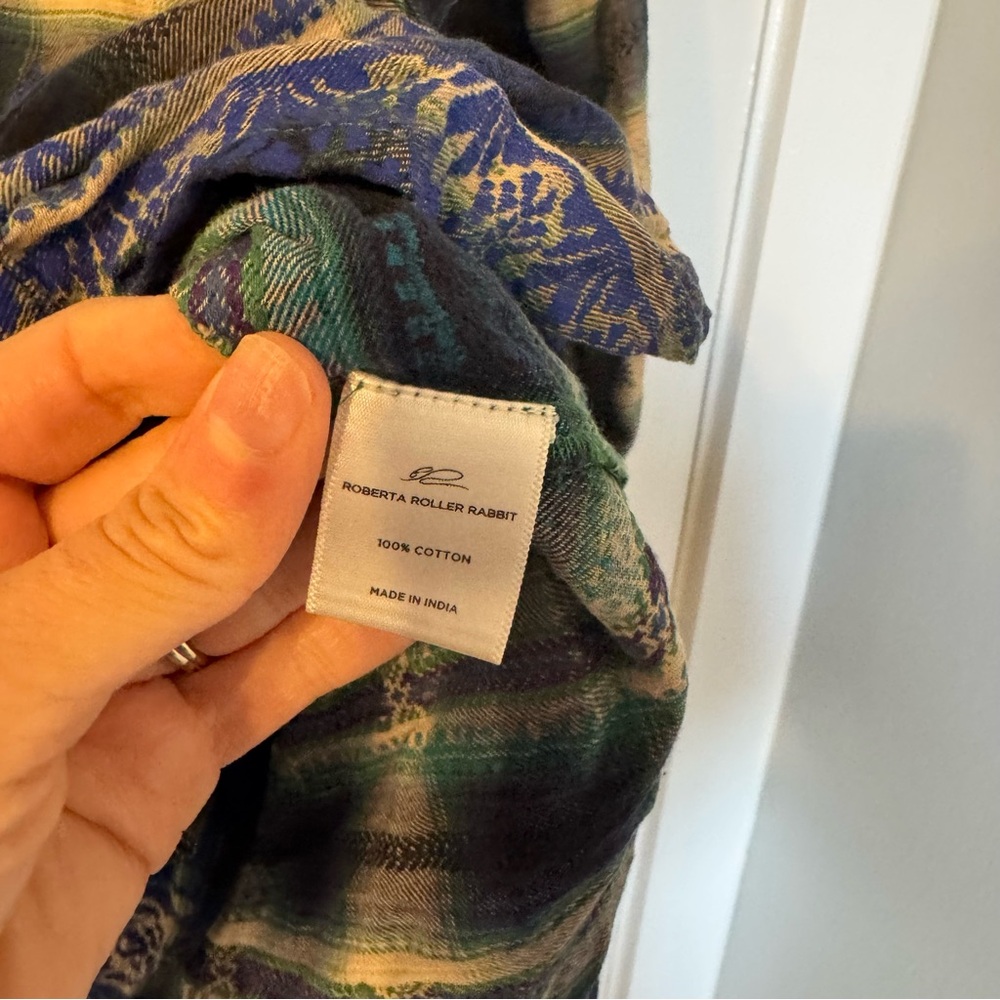 ROBERTA ROLLER RABBIT
100% COTTON
MADE IN INDIA